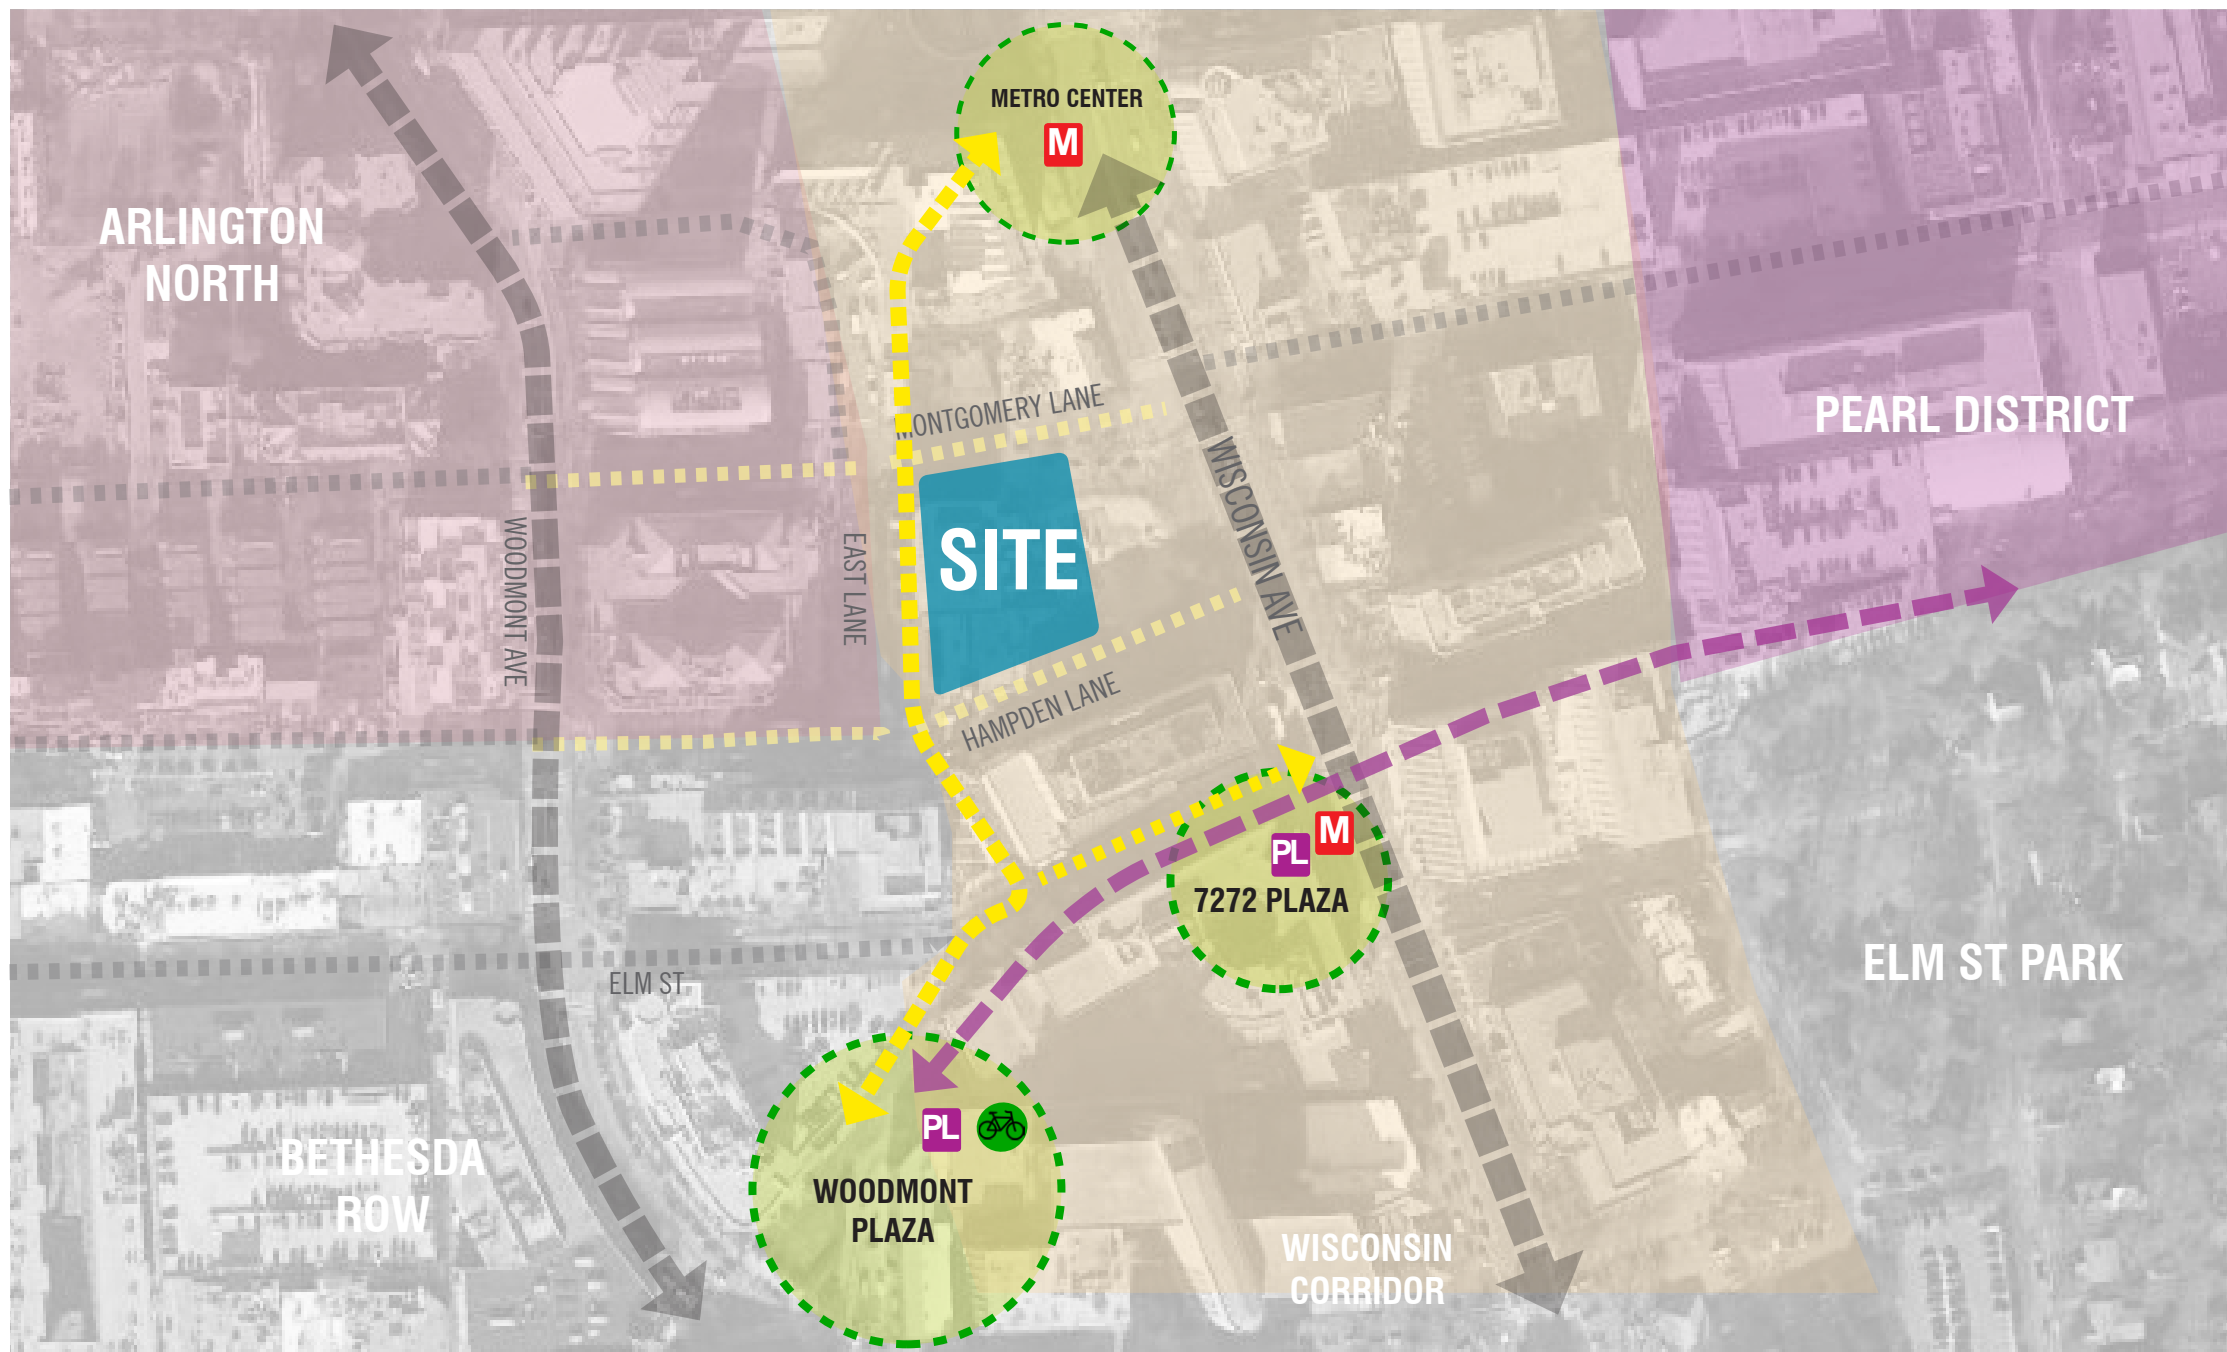 METRO CENTER
M
ARLINGTON
NORTH
MONTGOMERY LANE
PEARL DISTRICT
WISCONSIN AVE
SITE
WOODMONT AVE
EAST LANE
HAMPDEN LANE
M
PL
7272 PLAZA
ELM ST PARK
ELM ST
PL
BETHESDA
ROW
WOODMONT
PLAZA
WISCONSIN
CORRIDOR